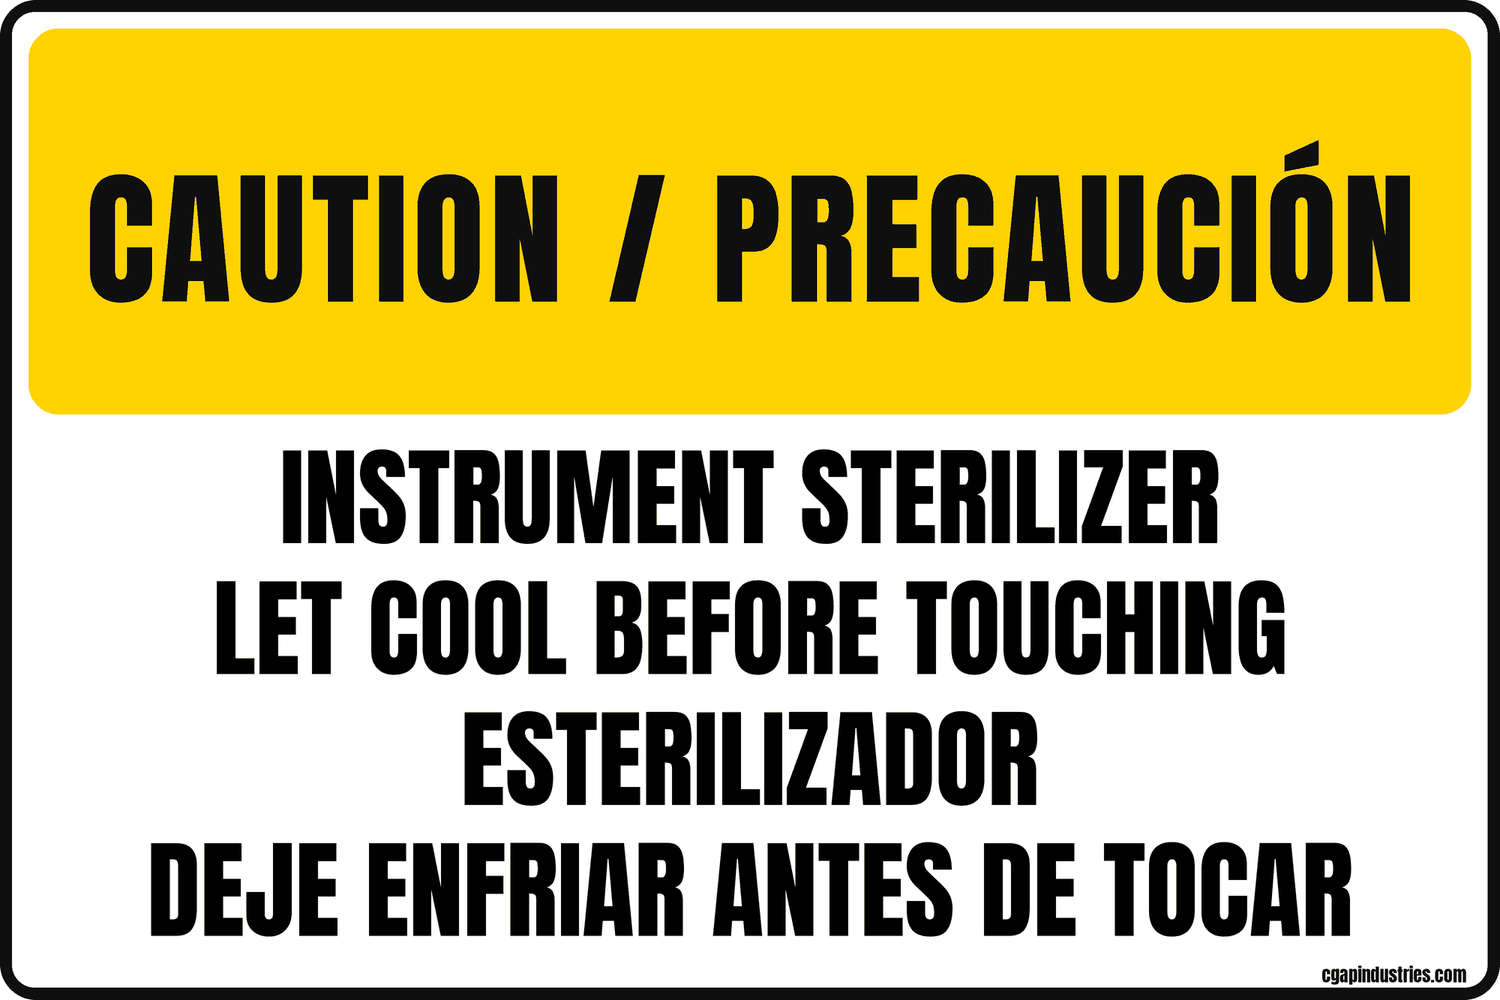 CAUTION / PRECAUCIÓN
INSTRUMENT STERILIZER
LET COOL BEFORE TOUCHING
ESTERILIZADOR
DEJE ENFRIAR ANTES DE TOCAR
cgapindustries.com